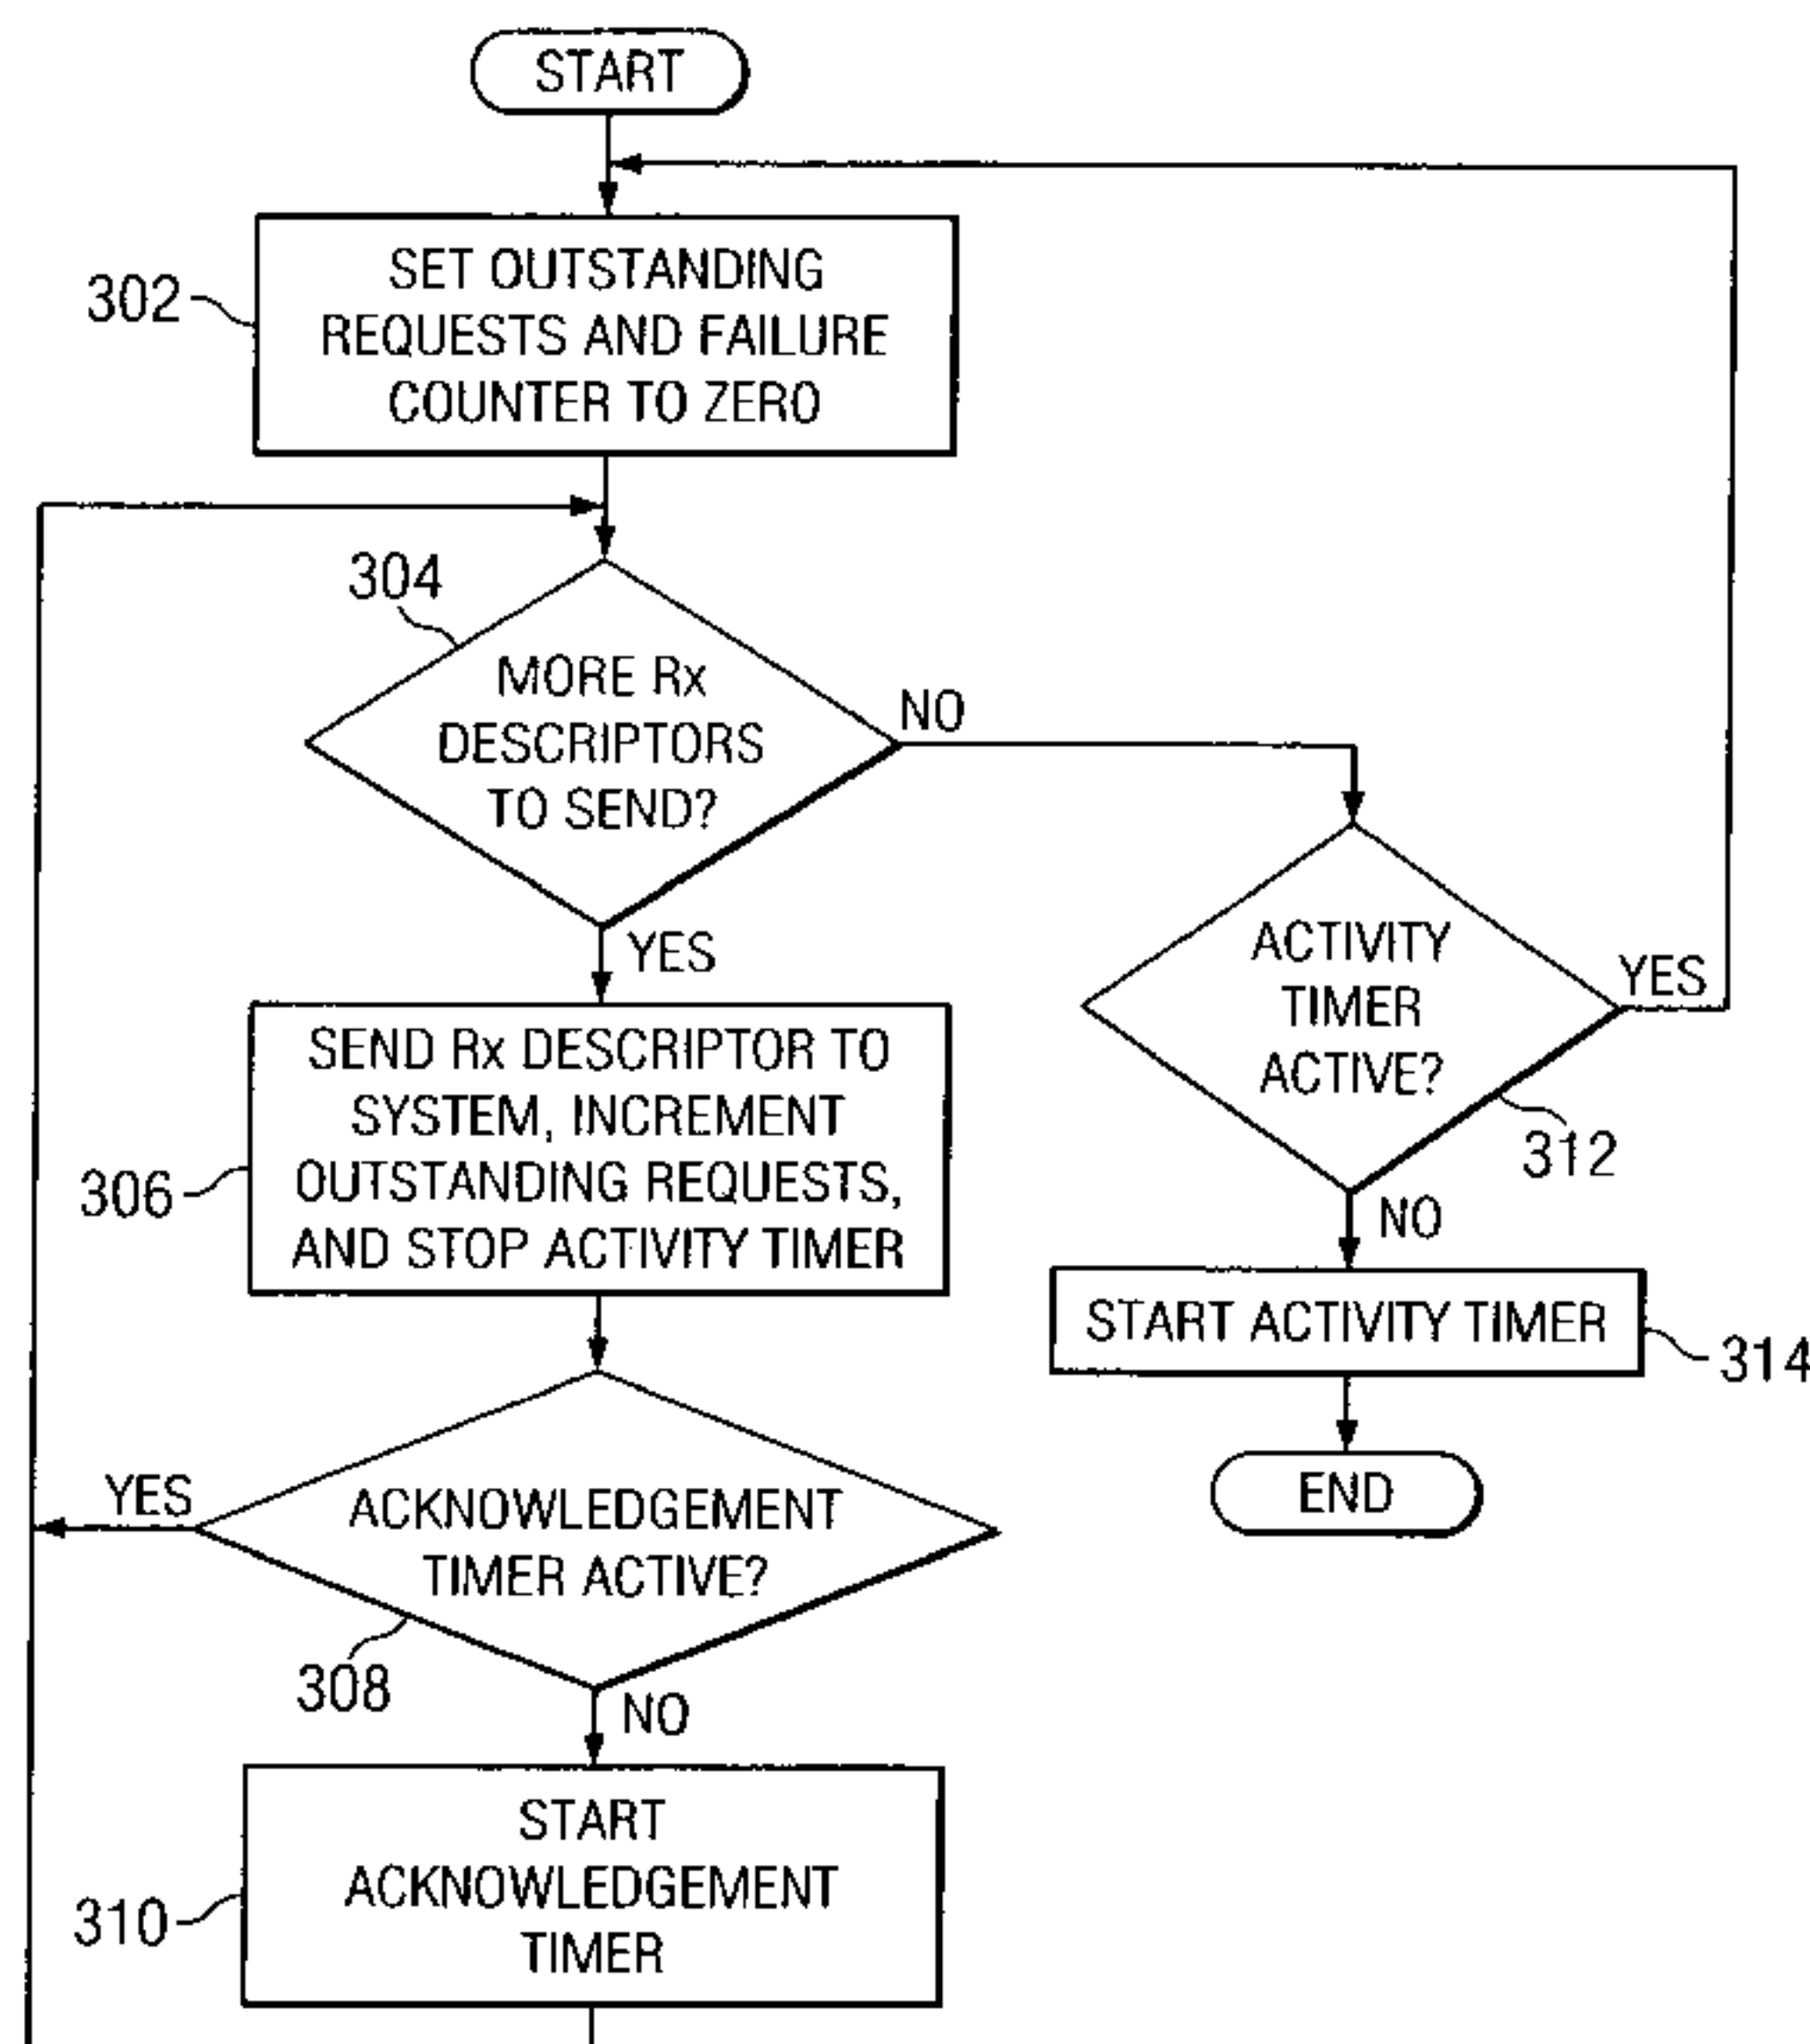 START
302
SET OUTSTANDING
REQUESTS AND FAILURE
COUNTER TO ZERO
304
MORE Rx
DESCRIPTORS
TO SEND?
NO
YES
ACTIVITY
TIMER
ACTIVE?
YES
312
NO
306
SEND Rx DESCRIPTOR TO
SYSTEM, INCREMENT
OUTSTANDING REQUESTS,
AND STOP ACTIVITY TIMER
START ACTIVITY TIMER
314
END
YES
ACKNOWLEDGEMENT
TIMER ACTIVE?
308
NO
310
START
ACKNOWLEDGEMENT
TIMER